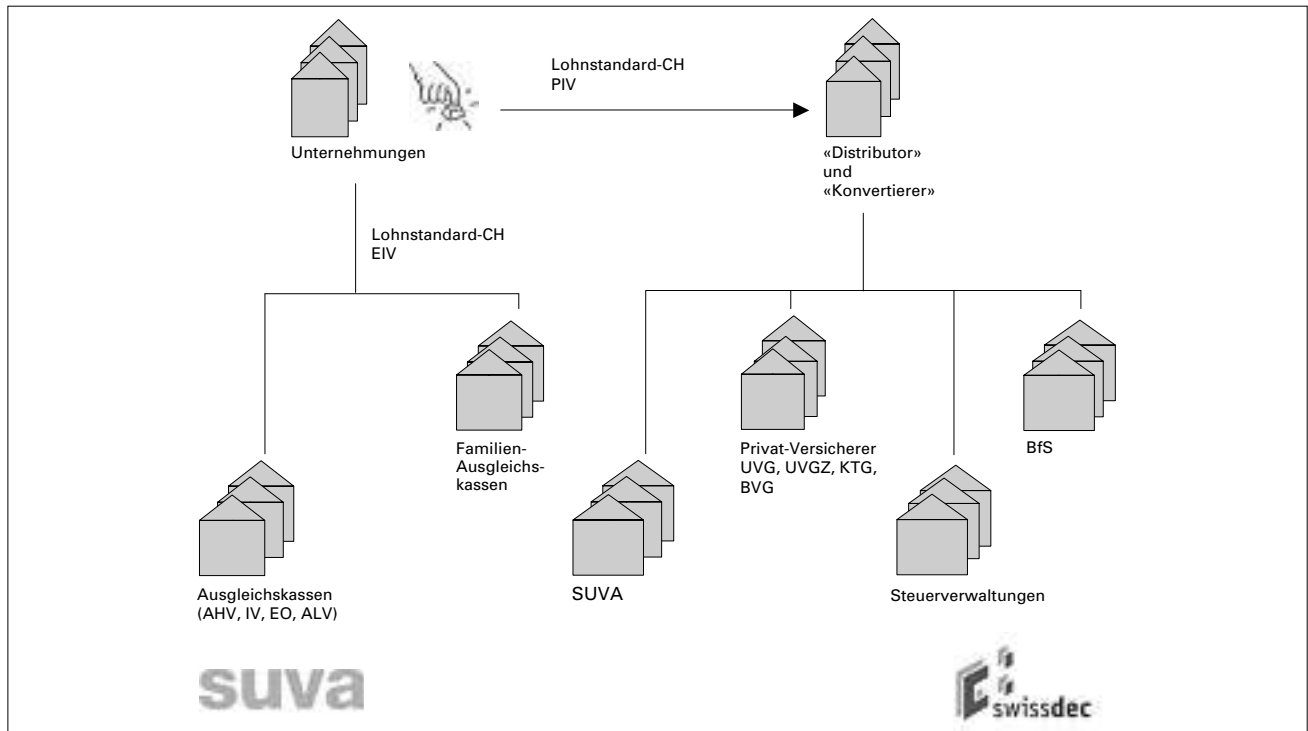 Lohnstandard-CH
PIV
Unternehmungen
«Distributor»
und
«Konvertierer»
Lohnstandard-CH
EIV
Familien-
Ausgleichs-
kassen
Privat-Versicherer
UVG, UVGZ, KTG,
BVG
BfS
Ausgleichskassen
(AHV, IV, EO, ALV)
SUVA
Steuerverwaltungen
suva
swissdec